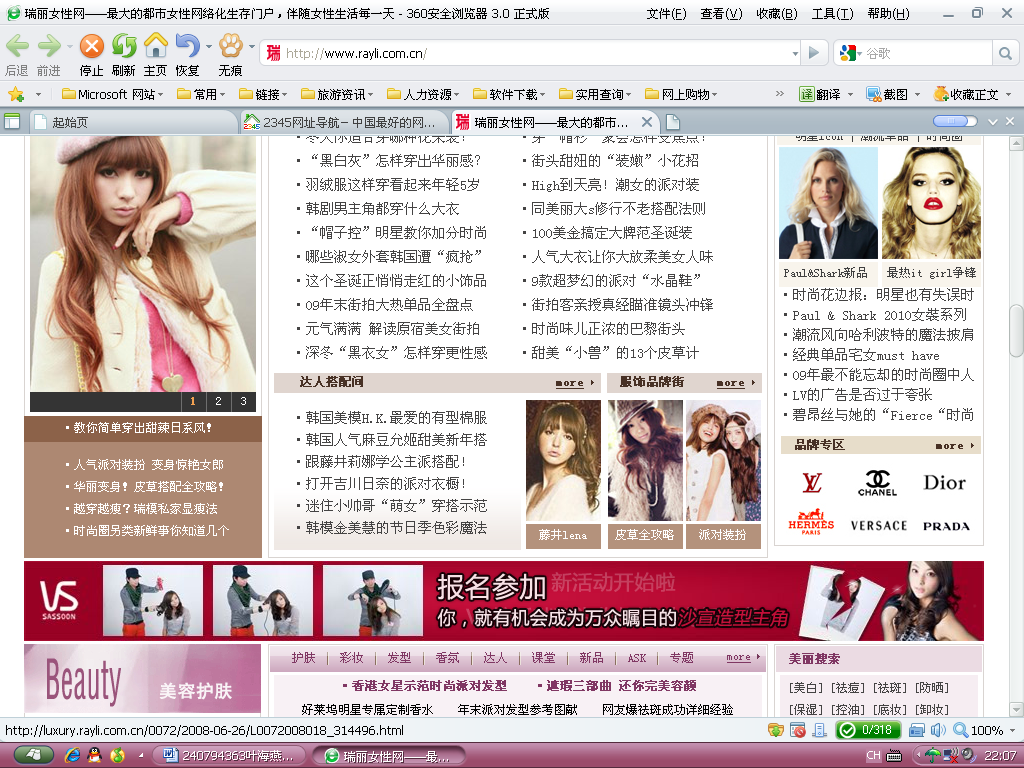 瑞丽女性网——最大的都市女性网络化生存门户，伴随女性生活每一天 - 360安全浏览器 3.0 正式版
文件(F) 查看(V) 收藏(B) 工具(T) 帮助(H)
后退 前进 停止 刷新 主页 恢复 无痕
瑞 http://www.rayli.com.cn/ 谷歌
Microsoft 网站 常用 链接 旅游资讯 人力资源 软件下载 实用查询 网上购物 » 翻译 截图 收藏正文
起始页 2345网址导航－中国最好的网... 瑞丽女性网——最大的都市...
1 2 3
· 教你简单穿出甜辣日系风！
· 人气派对装扮 变身惊艳女郎
· 华丽变身！皮草搭配全攻略！
· 越穿越瘦？瑞模私家显瘦法
· 时尚圈另类新鲜事你知道几个
· “黑白灰”怎样穿出华丽感？
· 羽绒服这样穿看起来年轻5岁
· 韩剧男主角都穿什么大衣
· “帽子控”明星教你加分时尚
· 哪些淑女外套韩国遭“疯抢”
· 这个圣诞正悄悄走红的小饰品
· 09年末街拍大热单品全盘点
· 元气满满 解读原宿美女街拍
· 深冬“黑衣女”怎样穿更性感
· 街头甜妞的“装嫩”小花招
· High到天亮！潮女的派对装
· 同美丽大s修行不老搭配法则
· 100美金搞定大牌范圣诞装
· 人气大衣让你大放柔美女人味
· 9款超梦幻的派对“水晶鞋”
· 街拍客亲授真经瞄准镜头冲锋
· 时尚味儿正浓的巴黎街头
· 甜美“小兽”的13个皮草计
达人搭配间 more
服饰品牌街 more
· 韩国美模H.K.最爱的有型棉服
· 韩国人气麻豆允姬甜美新年搭
· 跟藤井莉娜学公主派搭配！
· 打开吉川日奈的派对衣橱！
· 迷住小帅哥“萌女”穿搭示范
· 韩模金美慧的节日季色彩魔法
藤井lena 皮草全攻略 派对装扮
明星icon | 潮流单品 | 时尚圈
Paul&Shark新品 最热it girl争锋
· 时尚花边报：明星也有失误时
· Paul & Shark 2010女装系列
· 潮流风向哈利波特的魔法披肩
· 经典单品宅女must have
· 09年最不能忘却的时尚圈中人
· LV的广告是否过于夸张
· 碧昂丝与她的“Fierce“时尚
品牌专区 more
LV CHANEL Dior
HERMÈS PARIS VERSACE PRADA
VS SASSOON
报名参加 新活动开始啦
你，就有机会成为万众瞩目的沙宣造型主角
Beauty 美容护肤
护肤 | 彩妆 | 发型 | 香氛 | 达人 | 课堂 | 新品 | ASK | 专题 more
· 香港女星示范时尚派对发型 · 遮瑕三部曲 还你完美容颜
好莱坞明星专属定制香水 年末派对发型参考图献 网友爆祛斑成功详细经验
美丽搜索
[美白] [祛痘] [祛斑] [防晒]
[保湿] [控油] [底妆] [卸妆]
http://luxury.rayli.com.cn/0072/2008-06-26/L0072008018_314496.html 0/318 100%
240794363叶海燕... 瑞丽女性网——最... CH 22:07